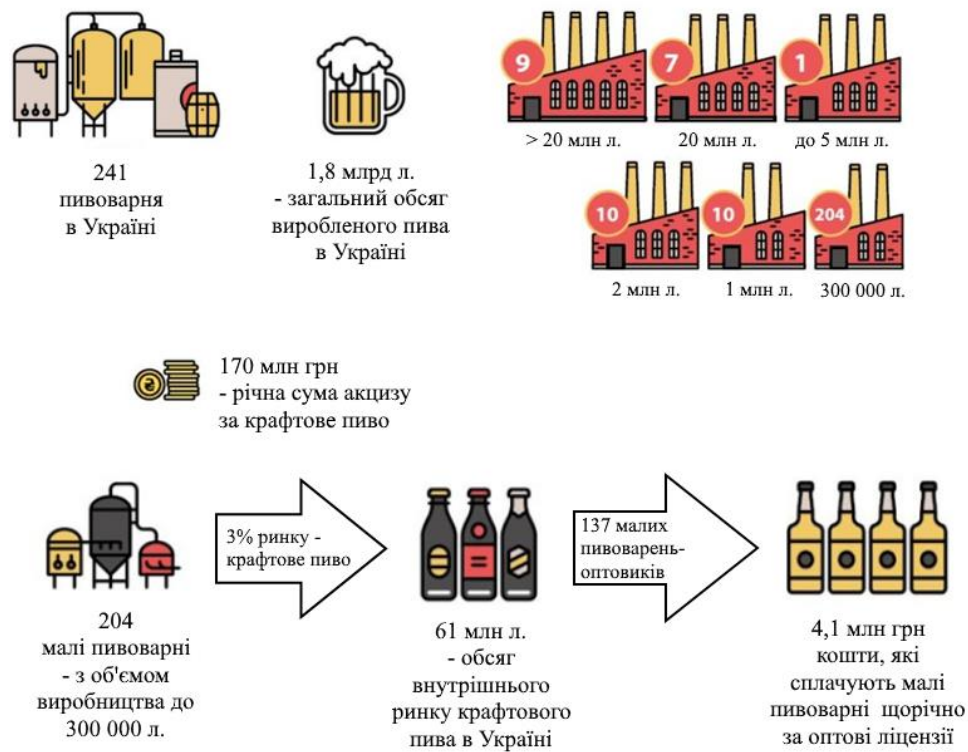 9
7
1
> 20 млн л.
20 млн л.
до 5 млн л.
241
пивоварня
в Україні
1,8 млрд л.
- загальний обсяг
виробленого пива
в Україні
10
10
204
2 млн л.
1 млн л.
300 000 л.
₴
170 млн грн
- річна сума акцизу
за крафтове пиво
3% ринку -
крафтове пиво
137 малих
пивоварень-
оптовиків
204
малі пивоварні
- з об'ємом
виробництва до
300 000 л.
61 млн л.
- обсяг
внутрішнього
ринку крафтового
пива в Україні
4,1 млн грн
кошти, які
сплачують малі
пивоварні щорічно
за оптові ліцензії